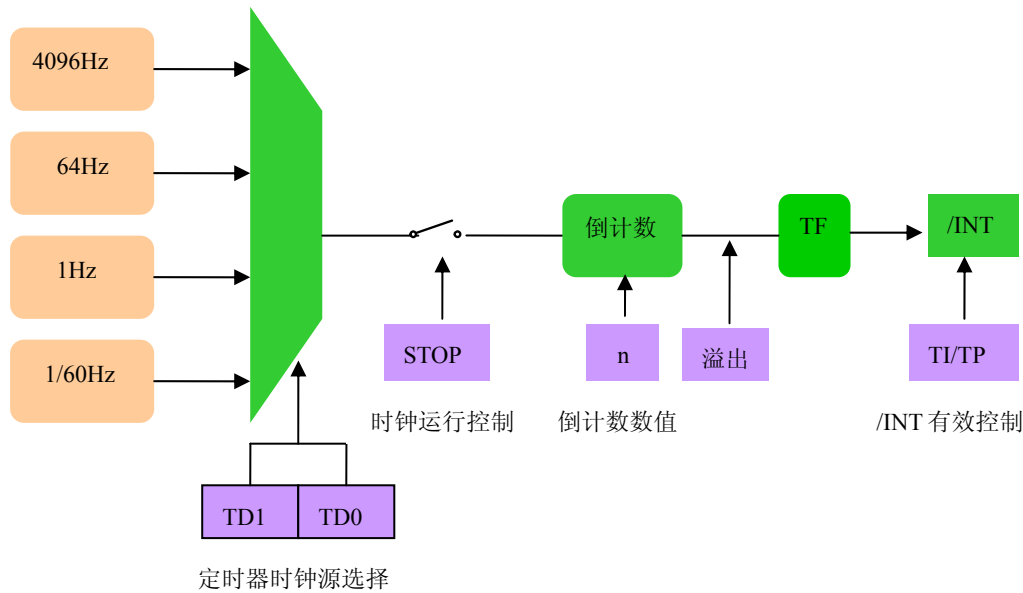 4096Hz
64Hz
1Hz
1/60Hz
倒计数
TF
/INT
STOP
n
溢出
TI/TP
时钟运行控制
倒计数数值
/INT 有效控制
TD1
TD0
定时器时钟源选择